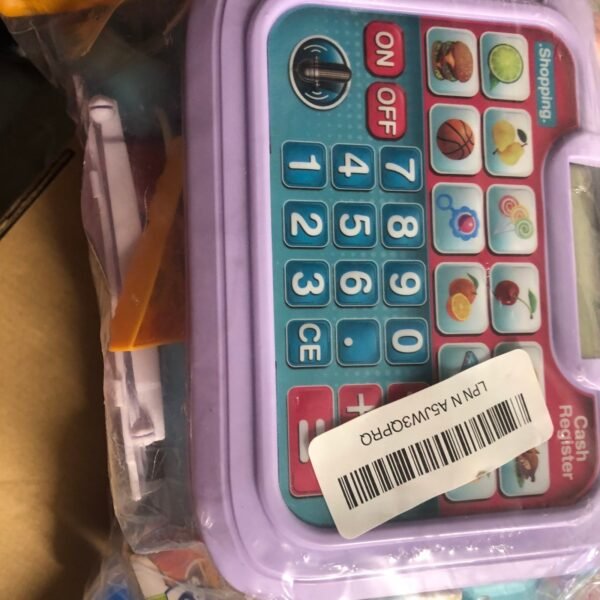 .Shopping.
Cash
Register
ON OFF
7 8 9 0
4 5 6 . +
1 2 3 CE =
LPN N A5JW3QPRQ